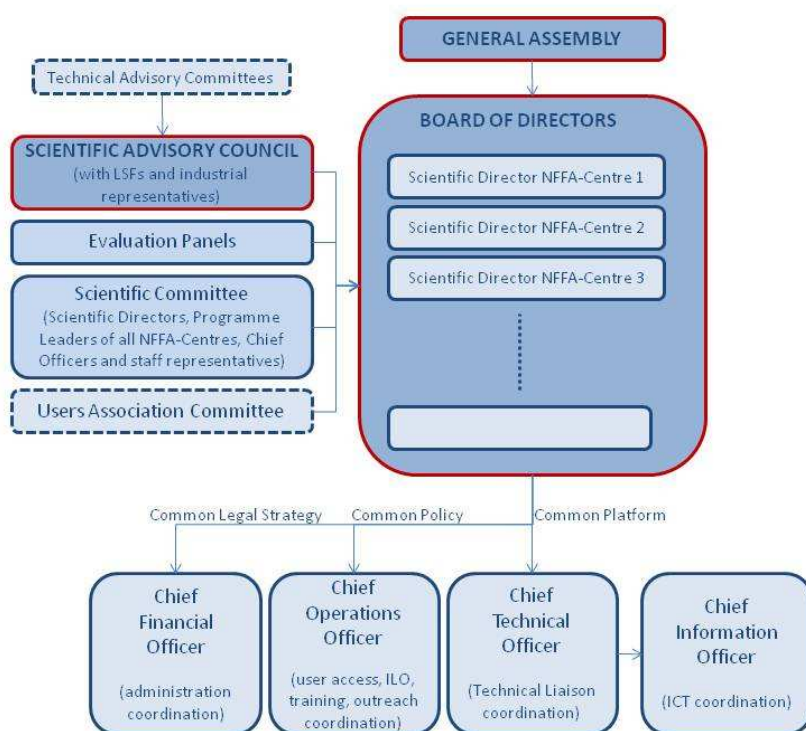 GENERAL ASSEMBLY
Technical Advisory Committees
SCIENTIFIC ADVISORY COUNCIL
(with LSFs and industrial
representatives)
Evaluation Panels
Scientific Committee
(Scientific Directors, Programme
Leaders of all NFFA-Centres, Chief
Officers and staff representatives)
Users Association Committee
BOARD OF DIRECTORS
Scientific Director NFFA-Centre 1
Scientific Director NFFA-Centre 2
Scientific Director NFFA-Centre 3
Common Legal Strategy
Common Policy
Common Platform
Chief
Financial
Officer
(administration
coordination)
Chief
Operations
Officer
(user access, ILO,
training, outreach
coordination)
Chief
Technical
Officer
(Technical Liaison
coordination)
Chief
Information
Officer
(ICT coordination)